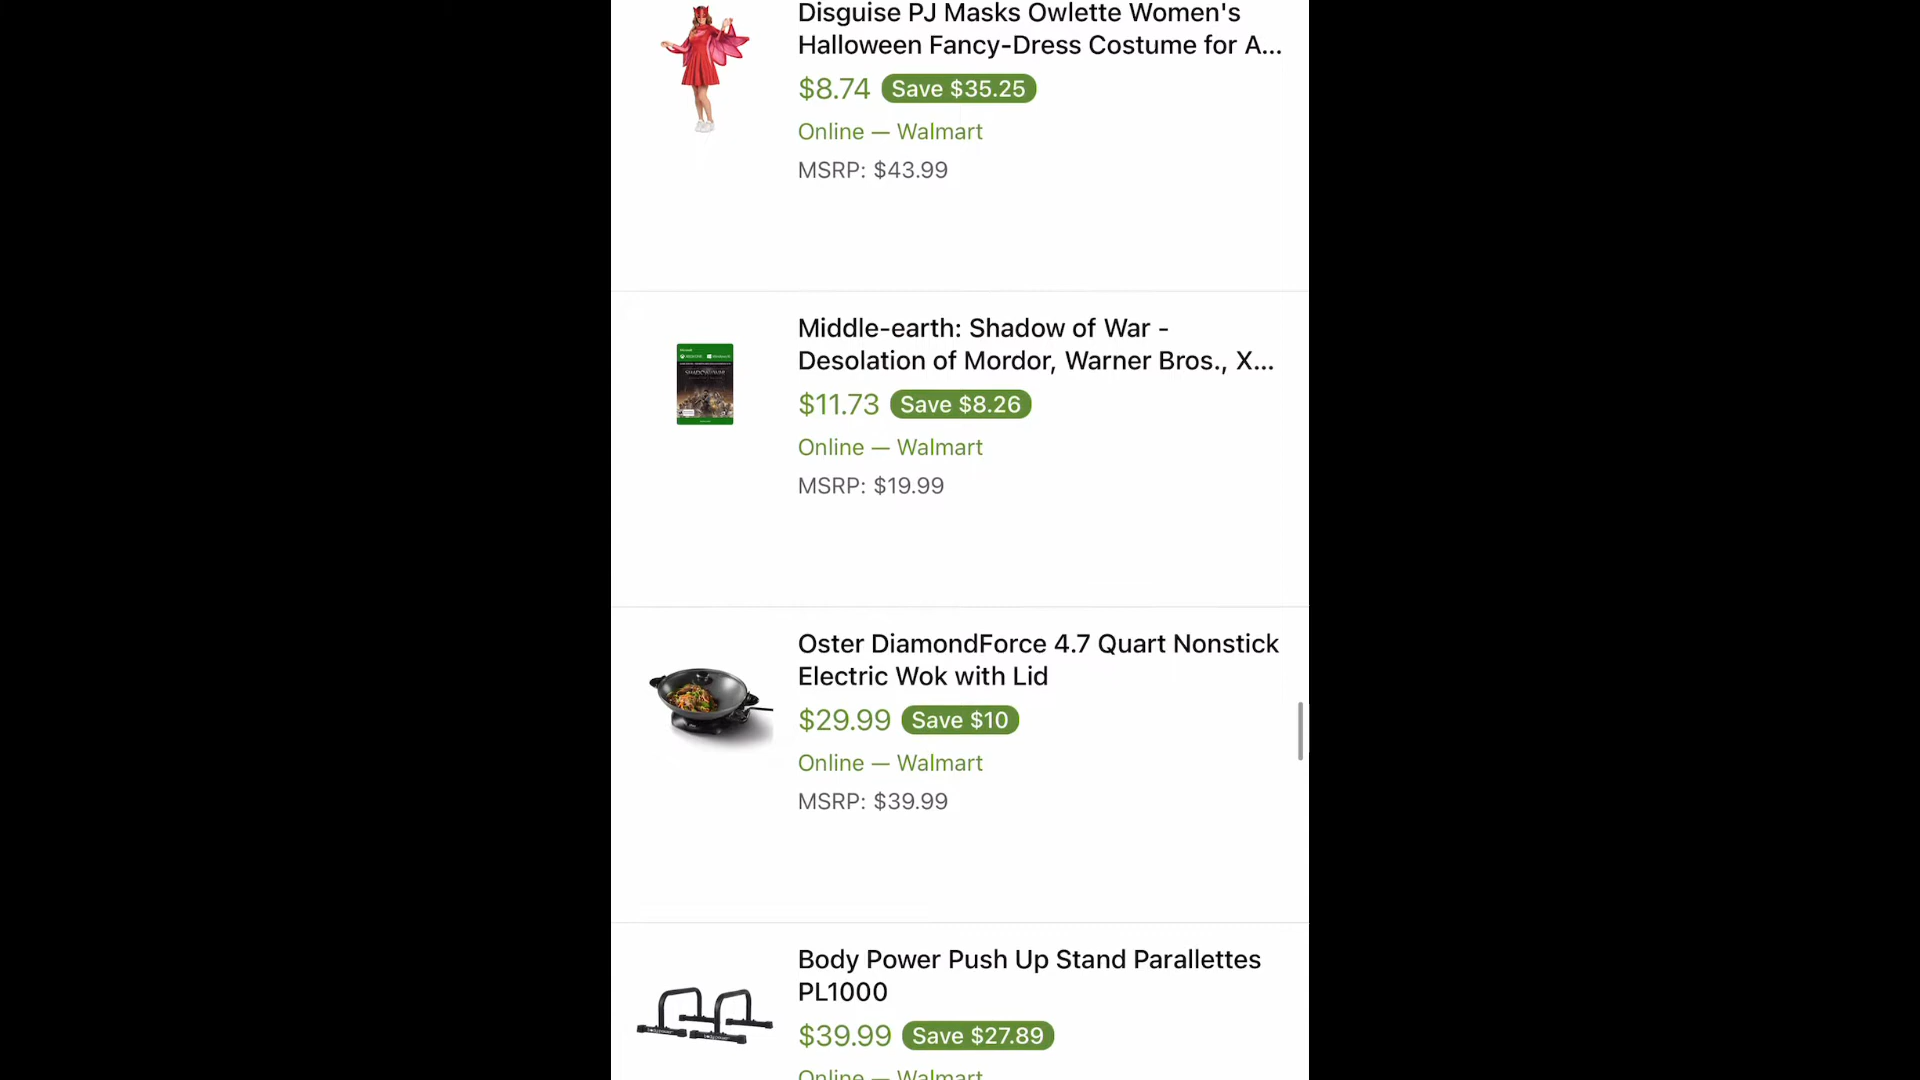 Disguise PJ Masks Owlette Women's
Halloween Fancy-Dress Costume for A...
$8.74 Save $35.25
Online — Walmart
MSRP: $43.99
Middle-earth: Shadow of War -
Desolation of Mordor, Warner Bros., X...
$11.73 Save $8.26
Online — Walmart
MSRP: $19.99
Oster DiamondForce 4.7 Quart Nonstick
Electric Wok with Lid
$29.99 Save $10
Online — Walmart
MSRP: $39.99
Body Power Push Up Stand Parallettes
PL1000
$39.99 Save $27.89
Online — Walmart